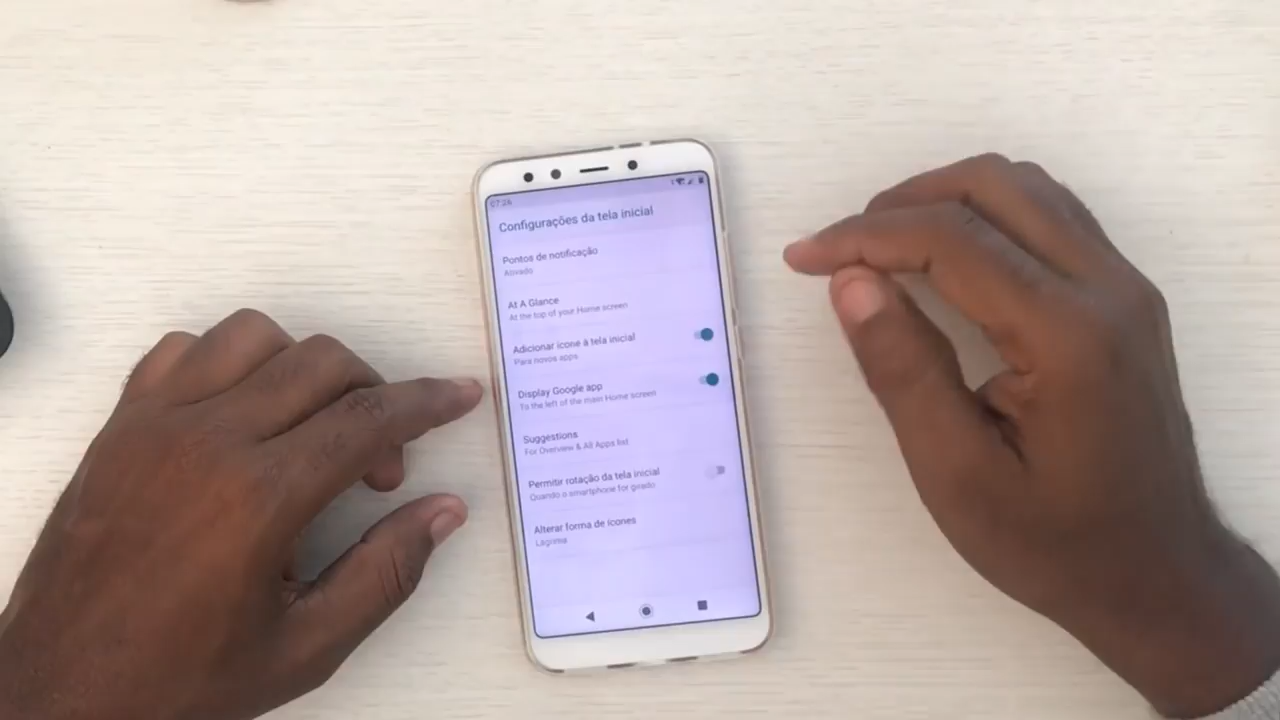 07:26
Configurações da tela inicial
Pontos de notificação
Ativado
At A Glance
At the top of your Home screen
Adicionar ícone à tela inicial
Para novos apps
Display Google app
To the left of the main Home screen
Suggestions
For Overview & All Apps list
Permitir rotação da tela inicial
Quando o smartphone for girado
Alterar forma de ícones
Lágrima